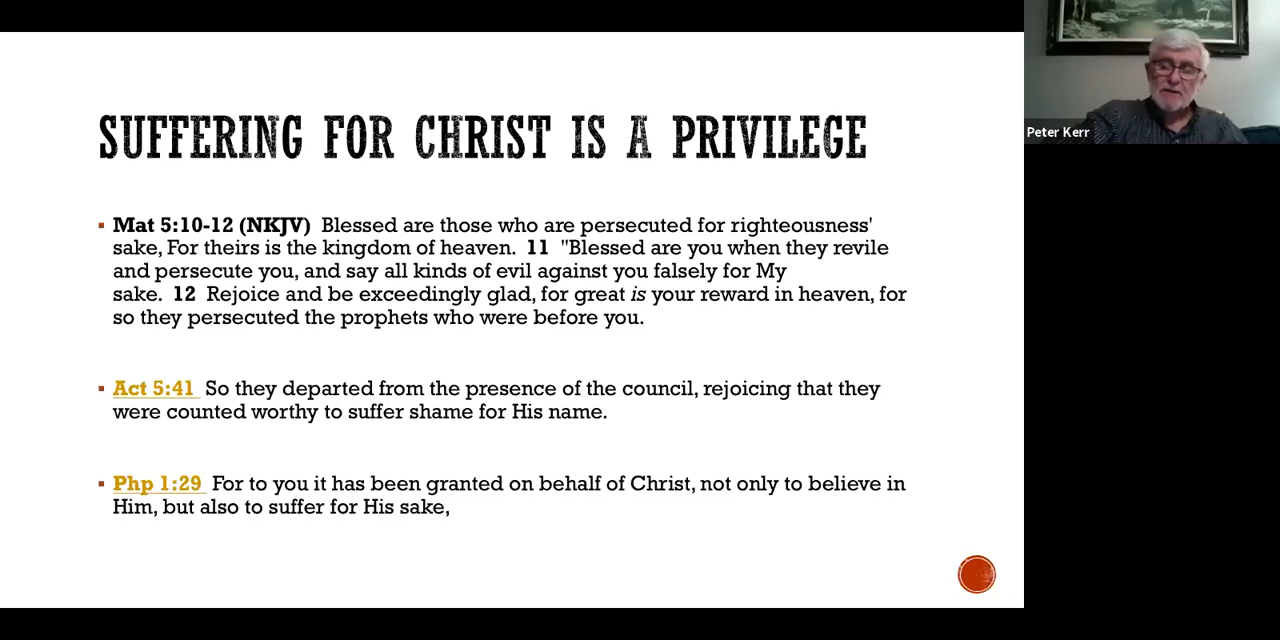 SUFFERING FOR CHRIST IS A PRIVILEGE
Peter Kerr
▪ Mat 5:10-12 (NKJV) Blessed are those who are persecuted for righteousness'
sake, For theirs is the kingdom of heaven. 11 "Blessed are you when they revile
and persecute you, and say all kinds of evil against you falsely for My
sake. 12 Rejoice and be exceedingly glad, for great is your reward in heaven, for
so they persecuted the prophets who were before you.
▪ Act 5:41 So they departed from the presence of the council, rejoicing that they
were counted worthy to suffer shame for His name.
▪ Php 1:29 For to you it has been granted on behalf of Christ, not only to believe in
Him, but also to suffer for His sake,